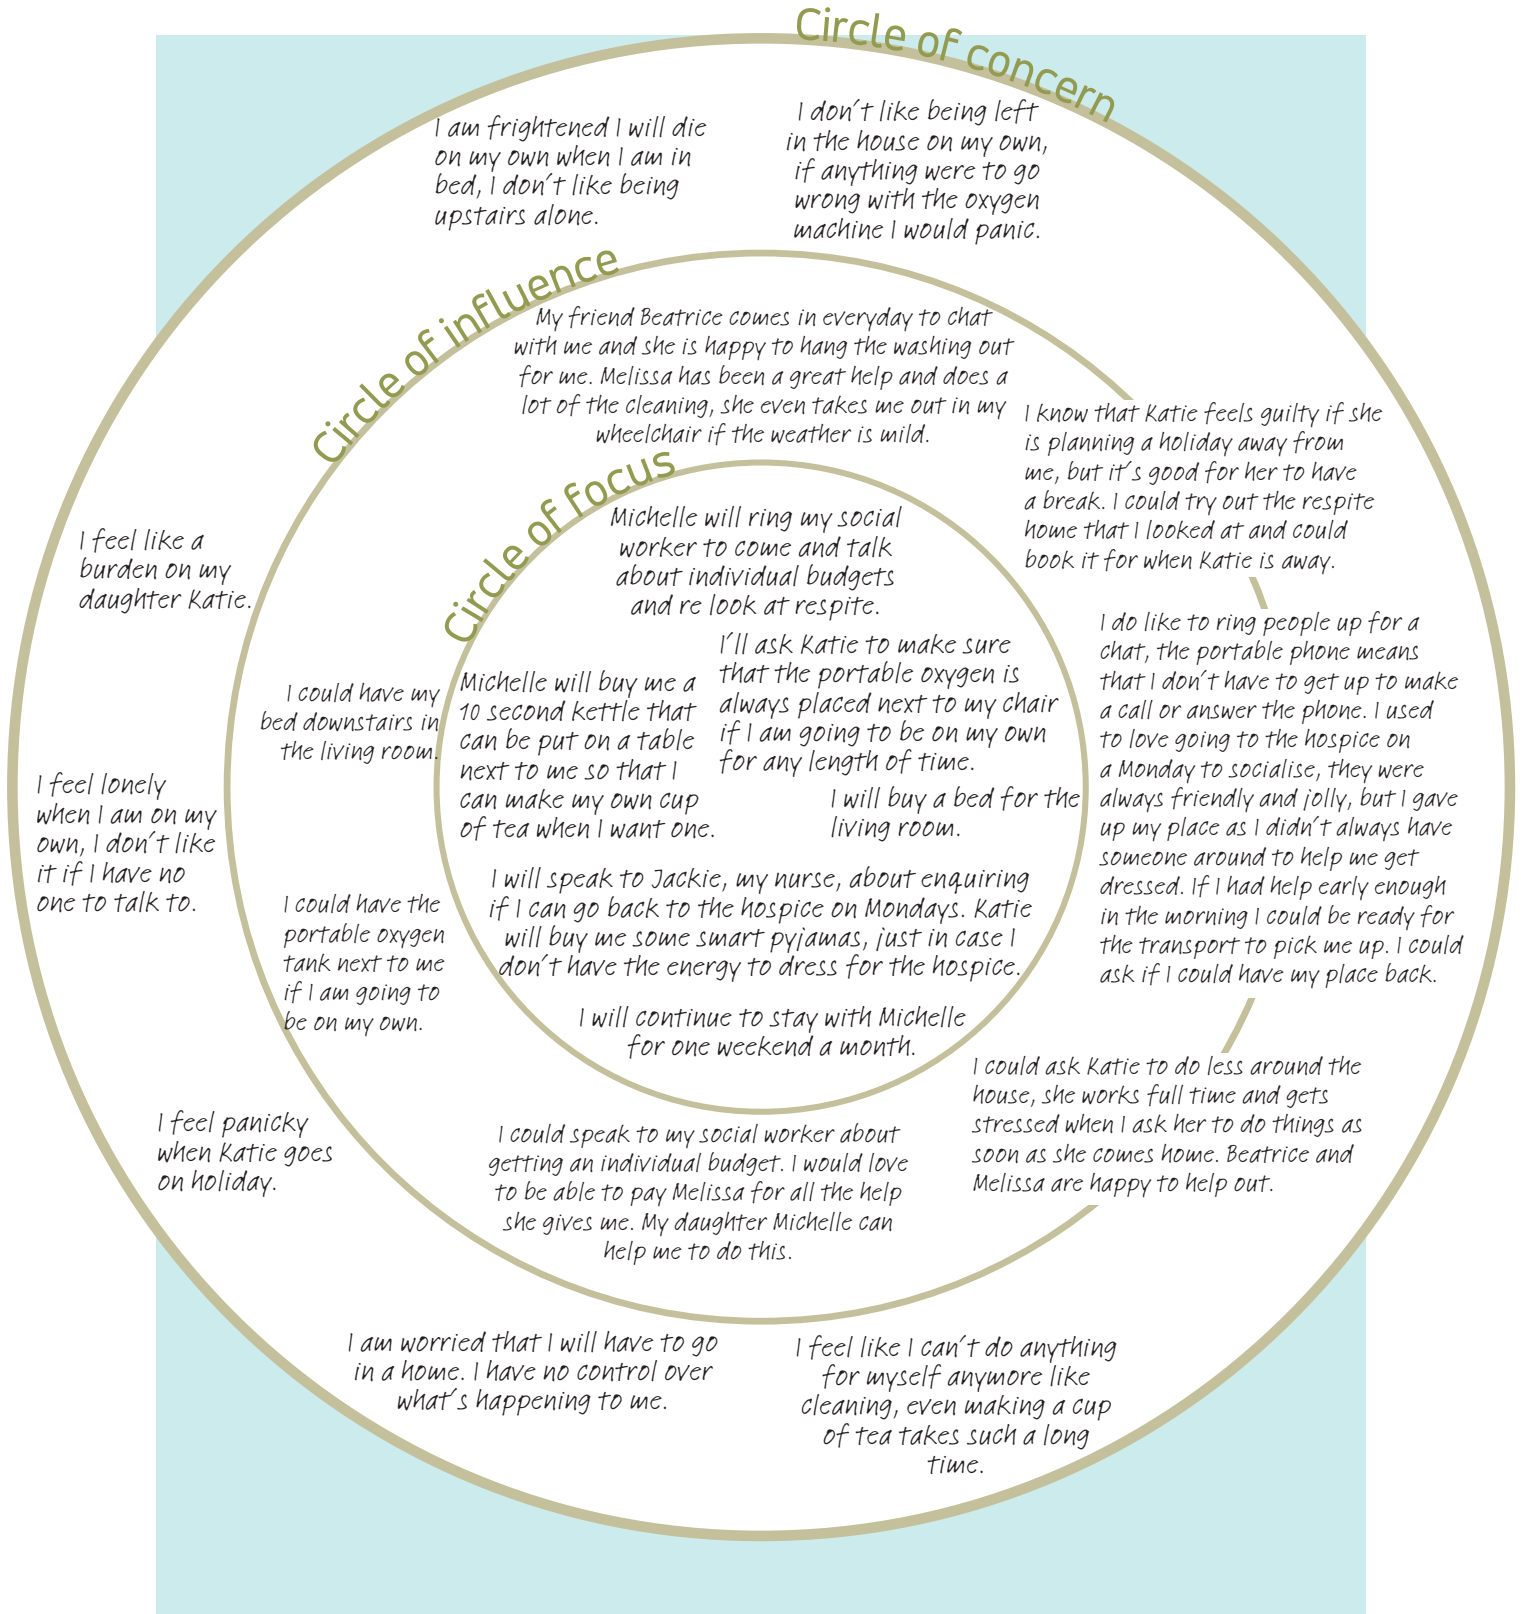 Circle of concern
I am frightened I will die
on my own when I am in
bed, I don't like being
upstairs alone.
I don't like being left
in the house on my own,
if anything were to go
wrong with the oxygen
machine I would panic.
Circle of influence
My friend Beatrice comes in everyday to chat
with me and she is happy to hang the washing out
for me. Melissa has been a great help and does a
lot of the cleaning, she even takes me out in my
wheelchair if the weather is mild.
I know that Katie feels guilty if she
is planning a holiday away from
me, but it's good for her to have
a break. I could try out the respite
home that I looked at and could
book it for when Katie is away.
Circle of focus
Michelle will ring my social
worker to come and talk
about individual budgets
and re look at respite.
I feel like a
burden on my
daughter Katie.
I do like to ring people up for a
chat, the portable phone means
that I don't have to get up to make
a call or answer the phone. I used
to love going to the hospice on
a Monday to socialise, they were
always friendly and jolly, but I gave
up my place as I didn't always have
someone around to help me get
dressed. If I had help early enough
in the morning I could be ready for
the transport to pick me up. I could
ask if I could have my place back.
I'll ask Katie to make sure
that the portable oxygen is
always placed next to my chair
if I am going to be on my own
for any length of time.
I could have my
bed downstairs in
the living room.
Michelle will buy me a
10 second kettle that
can be put on a table
next to me so that I
can make my own cup
of tea when I want one.
I will buy a bed for the
living room.
I feel lonely
when I am on my
own, I don't like
it if I have no
one to talk to.
I could have the
portable oxygen
tank next to me
if I am going to
be on my own.
I will speak to Jackie, my nurse, about enquiring
if I can go back to the hospice on Mondays. Katie
will buy me some smart pyjamas, just in case I
don't have the energy to dress for the hospice.
I will continue to stay with Michelle
for one weekend a month.
I could ask Katie to do less around the
house, she works full time and gets
stressed when I ask her to do things as
soon as she comes home. Beatrice and
Melissa are happy to help out.
I feel panicky
when Katie goes
on holiday.
I could speak to my social worker about
getting an individual budget. I would love
to be able to pay Melissa for all the help
she gives me. My daughter Michelle can
help me to do this.
I am worried that I will have to go
in a home. I have no control over
what's happening to me.
I feel like I can't do anything
for myself anymore like
cleaning, even making a cup
of tea takes such a long
time.